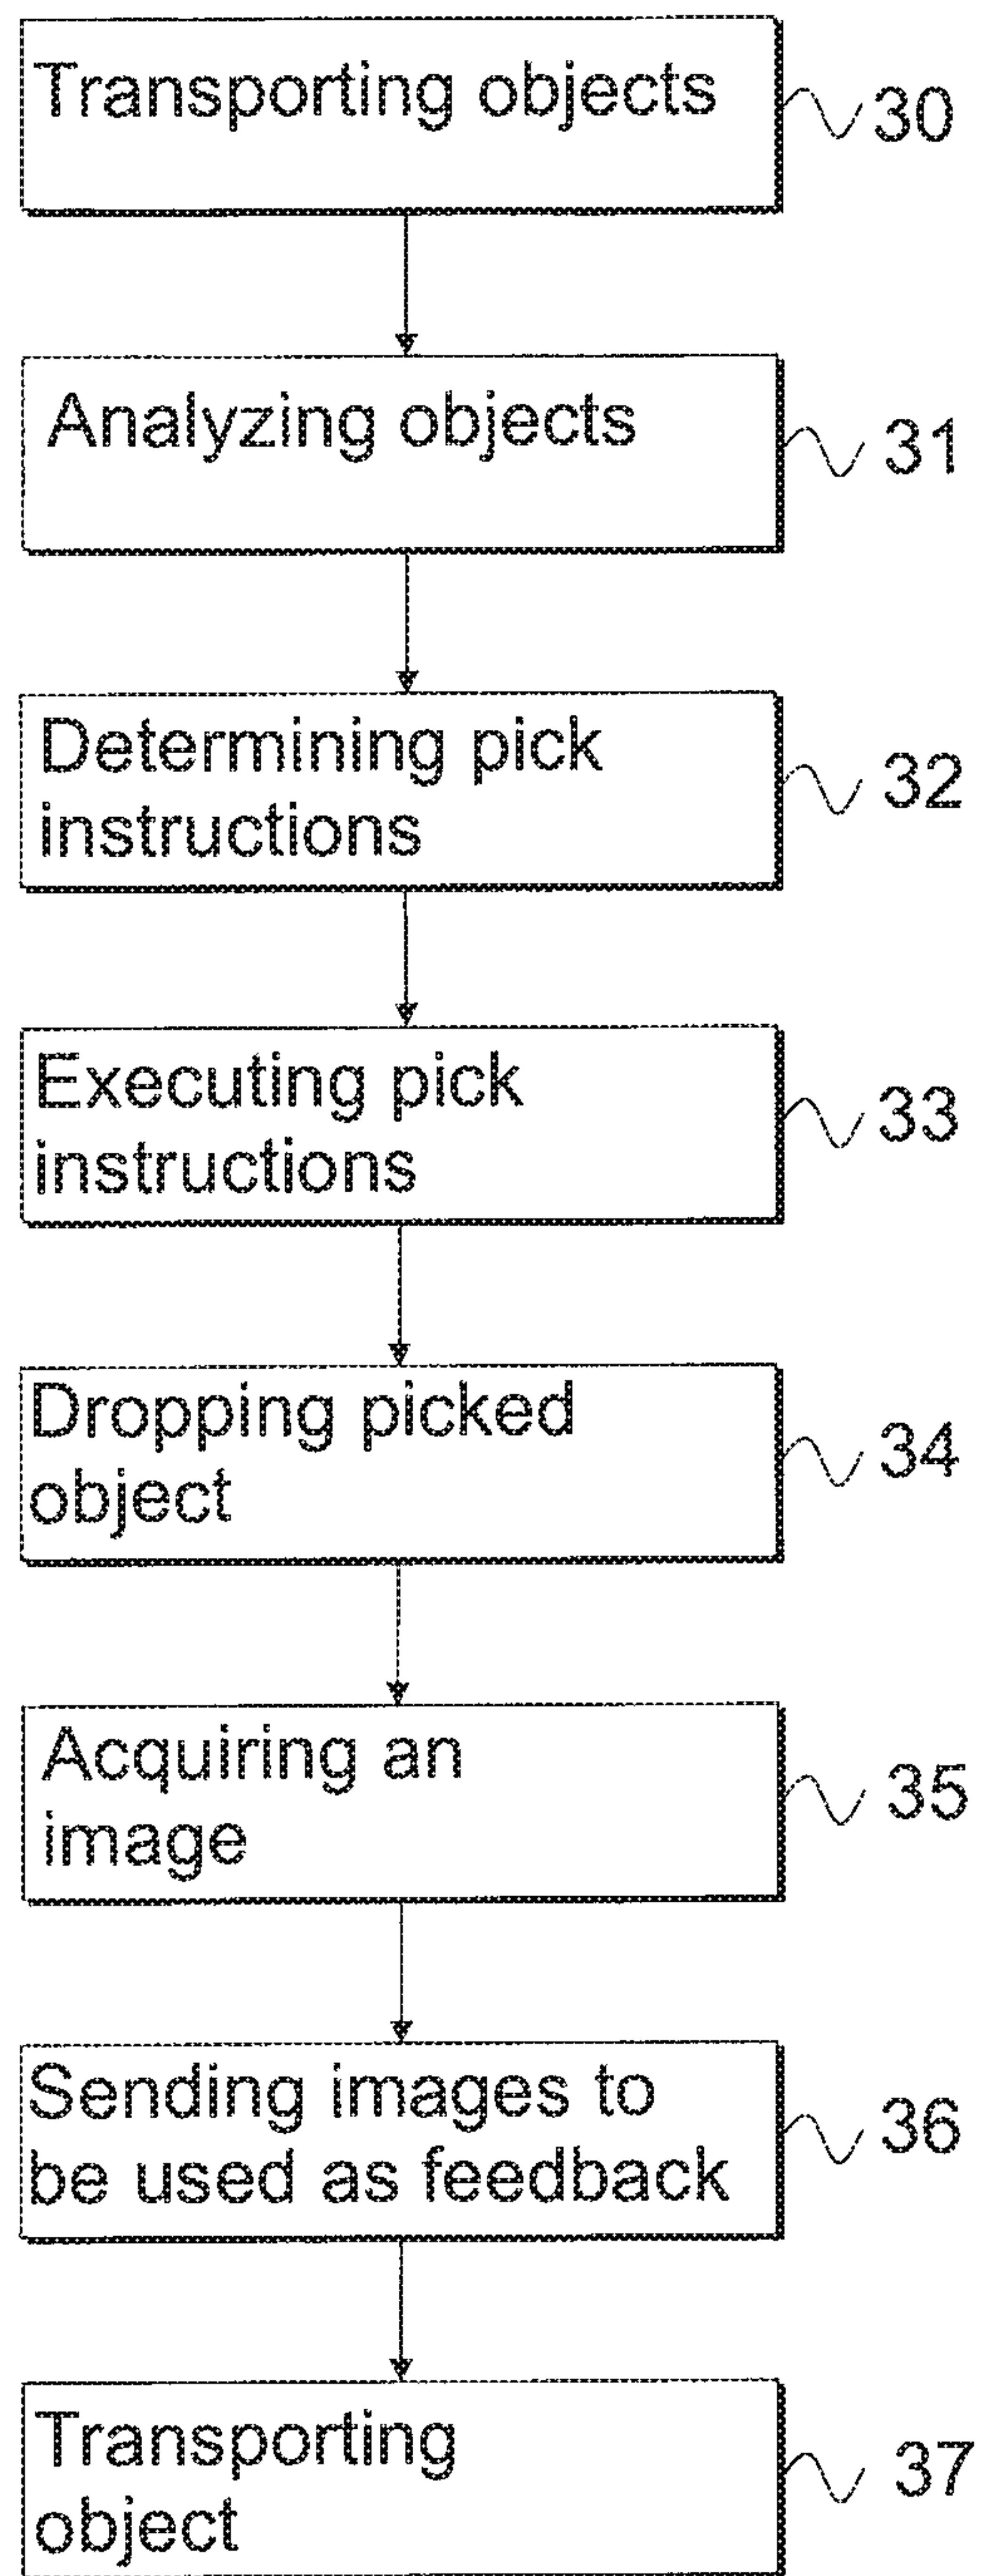 Transporting objects
30
Analyzing objects
31
Determining pick
instructions
32
Executing pick
instructions
33
Dropping picked
object
34
Acquiring an
image
35
Sending images to
be used as feedback
36
Transporting
object
37